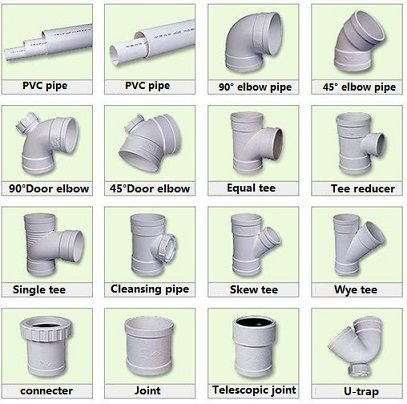 PVC pipe
PVC pipe
90° elbow pipe
45° elbow pipe
90°Door elbow
45°Door elbow
Equal tee
Tee reducer
Single tee
Cleansing pipe
Skew tee
Wye tee
connecter
Joint
Telescopic joint
U-trap